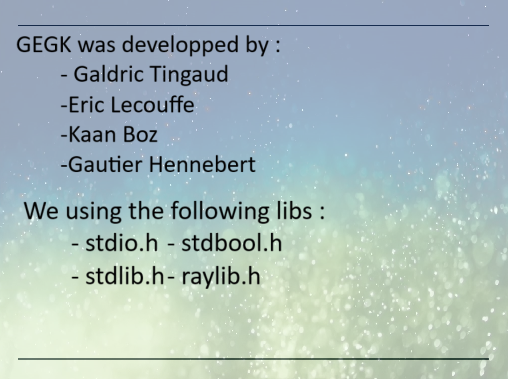 GEGK was developped by :
- Galdric Tingaud
-Eric Lecouffe
-Kaan Boz
-Gautier Hennebert
We using the following libs :
- stdio.h - stdbool.h
- stdlib.h- raylib.h